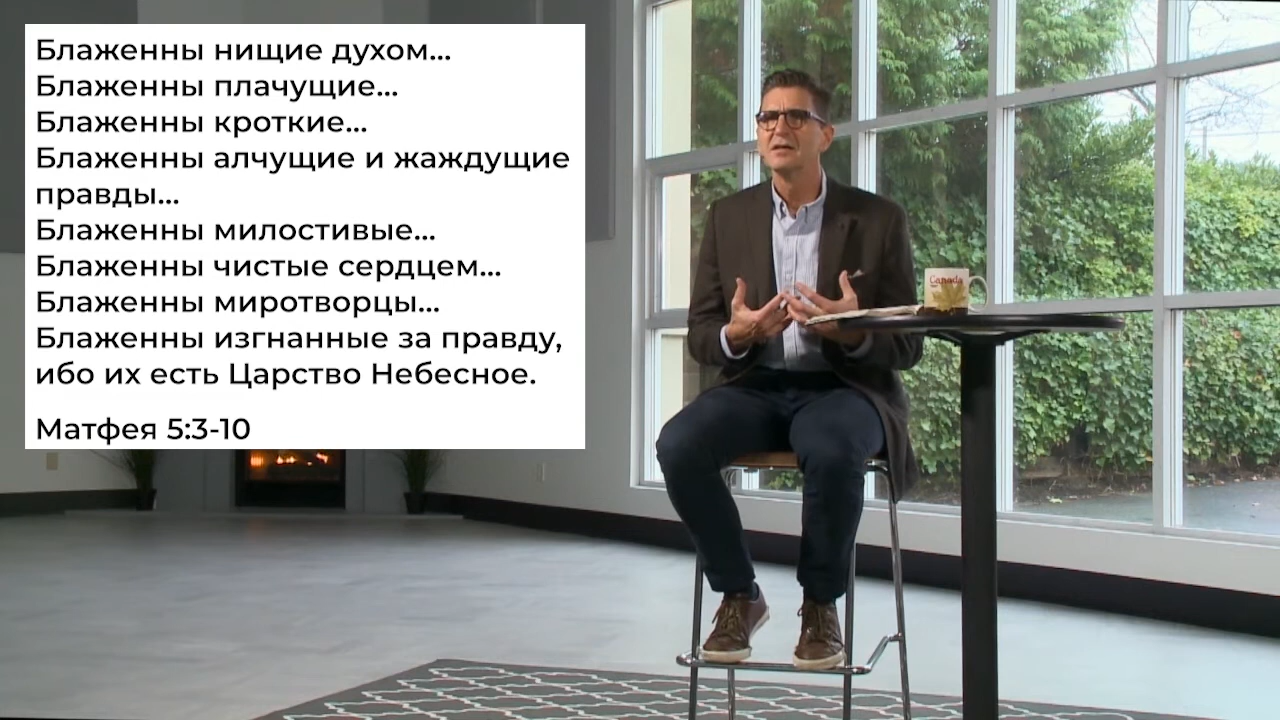 Блаженны нищие духом...
Блаженны плачущие...
Блаженны кроткие...
Блаженны алчущие и жаждущие
правды...
Блаженны милостивые...
Блаженны чистые сердцем...
Блаженны миротворцы...
Блаженны изгнанные за правду,
ибо их есть Царство Небесное.
Матфея 5:3-10
Canada